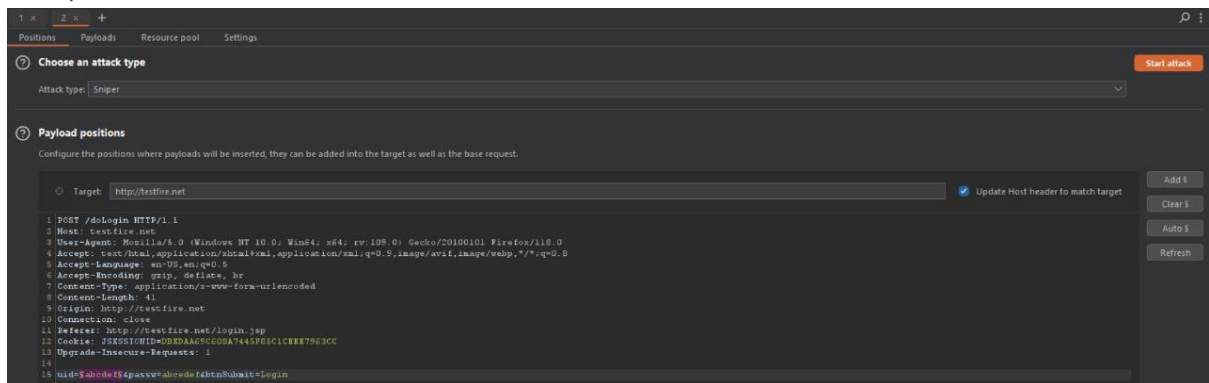 1 × 2 × +
Positions Payloads Resource pool Settings
? Choose an attack type
Start attack
Attack type: Sniper
? Payload positions
Configure the positions where payloads will be inserted, they can be added into the target as well as the base request.
Target: http://testfire.net
Update Host header to match target
Add §
Clear §
Auto §
Refresh
1 POST /doLogin HTTP/1.1
2 Host: testfire.net
3 User-Agent: Mozilla/5.0 (Windows NT 10.0; Win64; x64; rv:109.0) Gecko/20100101 Firefox/118.0
4 Accept: text/html,application/xhtml+xml,application/xml;q=0.9,image/avif,image/webp,*/*;q=0.8
5 Accept-Language: en-US,en;q=0.5
6 Accept-Encoding: gzip, deflate, br
7 Content-Type: application/x-www-form-urlencoded
8 Content-Length: 41
9 Origin: http://testfire.net
10 Connection: close
11 Referer: http://testfire.net/login.jsp
12 Cookie: JSESSIONID=
13 Upgrade-Insecure-Requests: 1
14
15 uid=§abcdef§&passw=abcedef&btnSubmit=Login